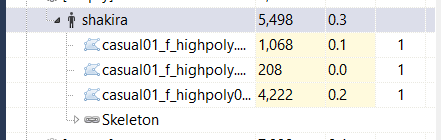 shakira 5,498 0.3
casual01_f_highpoly.... 1,068 0.1 1
casual01_f_highpoly.... 208 0.0 1
casual01_f_highpoly0... 4,222 0.2 1
Skeleton